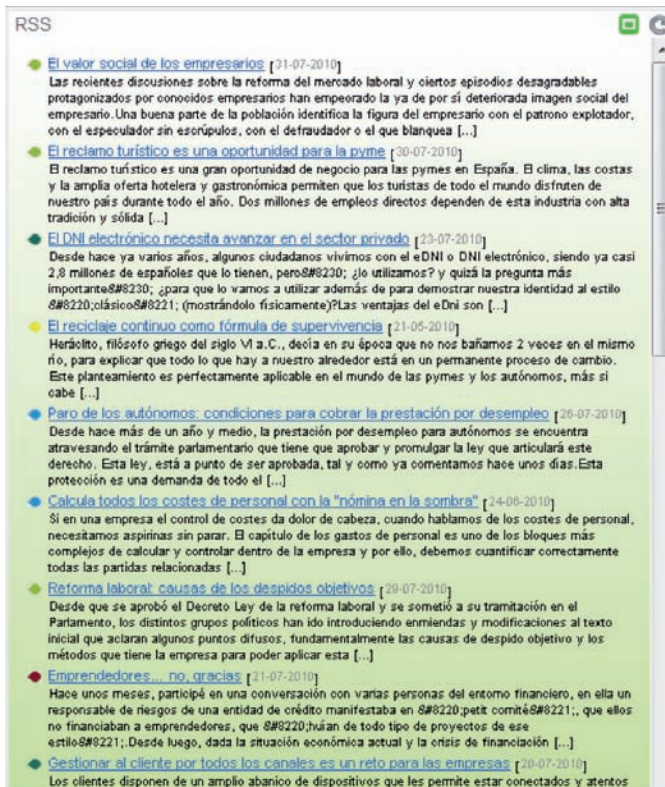 RSS
El valor social de los empresarios [31-07-2010]
Las recientes discusiones sobre la reforma del mercado laboral y ciertos episodios desagradables
protagonizados por conocidos empresarios han empeorado la ya de por sí deteriorada imagen social del
empresario.Una buena parte de la población identifica la figura del empresario con el patrono explotador,
con el especulador sin escrúpulos, con el defraudador o el que blanquea [...]
El reclamo turístico es una oportunidad para la pyme [30-07-2010]
El reclamo turístico es una gran oportunidad de negocio para las pymes en España. El clima, las costas
y la amplia oferta hotelera y gastronómica permiten que los turistas de todo el mundo disfruten de
nuestro país durante todo el año. Dos millones de empleos directos dependen de esta industria con alta
tradición y sólida [...]
El DNI electrónico necesita avanzar en el sector privado [23-07-2010]
Desde hace ya varios años, algunos ciudadanos vivimos con el eDNI o DNI electrónico, siendo ya casi
2,8 millones de españoles que lo tienen, pero&#8230; ¿lo utilizamos? y quizá la pregunta más
importante&#8230; ¿para que lo vamos a utilizar además de para demostrar nuestra identidad al estilo
&#8220;clásico&#8221; (mostrándolo físicamente)?Las ventajas del eDni son [...]
El reciclaje continuo como fórmula de supervivencia [21-05-2010]
Heráclito, filósofo griego del siglo VI a.C., decía en su época que no nos bañamos 2 veces en el mismo
río, para explicar que todo lo que hay a nuestro alrededor está en un permanente proceso de cambio.
Este planteamiento es perfectamente aplicable en el mundo de las pymes y los autónomos, más si
cabe [...]
Paro de los autónomos: condiciones para cobrar la prestación por desempleo [26-07-2010]
Desde hace más de un año y medio, la prestación por desempleo para autónomos se encuentra
atravesando el trámite parlamentario que tiene que aprobar y promulgar la ley que articulará este
derecho. Esta ley, está a punto de ser aprobada, tal y como ya comentamos hace unos días.Esta
protección es una demanda de todo el [...]
Calcula todos los costes de personal con la "nómina en la sombra" [24-06-2010]
Si en una empresa el control de costes da dolor de cabeza, cuando hablamos de los costes de personal,
necesitamos aspirinas sin parar. El capítulo de los gastos de personal es uno de los bloques más
complejos de calcular y controlar dentro de la empresa y por ello, debemos cuantificar correctamente
todas las partidas relacionadas [...]
Reforma laboral: causas de los despidos objetivos [29-07-2010]
Desde que se aprobó el Decreto Ley de la reforma laboral y se sometió a su tramitación en el
Parlamento, los distintos grupos políticos han ido introduciendo enmiendas y modificaciones al texto
inicial que aclaran algunos puntos difusos, fundamentalmente las causas de despido objetivo y los
métodos que tiene la empresa para poder aplicar esta [...]
Emprendedores... no, gracias [21-07-2010]
Hace unos meses, participé en una conversación con varias personas del entorno financiero, en ella un
responsable de riesgos de una entidad de crédito manifestaba en &#8220;petit comité&#8221;, que ellos
no financiaban a emprendedores, que &#8220;huían de todo tipo de proyectos de ese
estilo&#8221;.Desde luego, dada la situación económica actual y la crisis de financiación [...]
Gestionar al cliente por todos los canales es un reto para las empresas [20-07-2010]
Los clientes disponen de un amplio abanico de dispositivos que les permite estar conectados y atentos